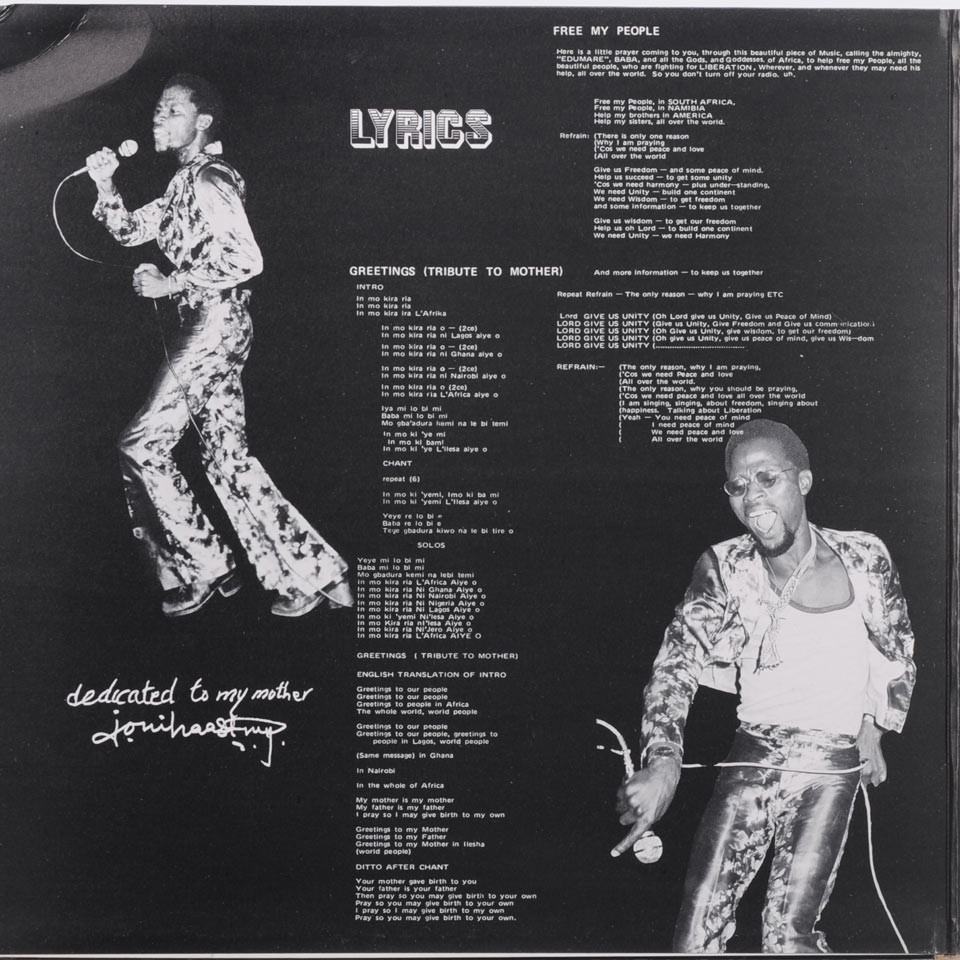 LYRICS
FREE MY PEOPLE
Here is a little prayer coming to you, through this beautiful piece of Music, calling the almighty,
"EDUMARE", BABA, and all the Gods, and Goddesses of Africa, to help free my People, all the
beautiful people, who are fighting for LIBERATION, Wherever, and whenever they may need his
help, all over the world. So you don't turn off your radio, uh.
Free my People, in SOUTH AFRICA,
Free my People, in NAMIBIA
Help my brothers in AMERICA
Help my sisters, all over the world.
Refrain: (There is only one reason
(Why I am praying
('Cos we need peace and love
(All over the world
Give us Freedom — and some peace of mind.
Help us succeed — to get some unity
'Cos we need harmony — plus under—standing,
We need Unity — build one continent
We need Wisdom — to get freedom
and some information — to keep us together
Give us wisdom — to get our freedom
Help us oh Lord — to build one continent
We need Unity — we need Harmony
And more information — to keep us together
Repeat Refrain — The only reason — why I am praying ETC
Lord GIVE US UNITY (Oh Lord give us Unity, Give us Peace of Mind)
LORD GIVE US UNITY (Give us Unity, Give Freedom and Give us communication)
LORD GIVE US UNITY (Oh Give us Unity, give wisdom, to get our freedom)
LORD GIVE US UNITY (Oh give us Unity, give us peace of mind, give us Wis—dom
LORD GIVE US UNITY (..............................
REFRAIN:— (The only reason, why I am praying,
('Cos we need Peace and love
(All over the world.
(The only reason, why you should be praying,
('Cos we need peace and love all over the world
(I am singing, singing, about freedom, singing about
(happiness. Talking about Liberation
(Yeah — You need peace of mind
( I need peace of mind
( We need peace and love
( All over the world
GREETINGS (TRIBUTE TO MOTHER)
INTRO
In mo kira ria
In mo kira ria
In mo kira ira L'Afrika
In mo kira ria o — (2ce)
In mo kira ria ni Lagos aiye o
In mo kira ria o — (2ce)
In mo kira ria ni Ghana aiye o
In mo kira ria o — (2ce)
In mo kira ria ni Nairobi aiye o
In mo kira ria o (2ce)
In mo kira ria L'Africa aiye o
Iya mi lo bi mi
Baba mi lo bi mi
Mo gba'adura kemi na le bi temi
In mo ki 'ye mi
In mo ki bami
In mo ki 'ye L'Ilesa aiye o
CHANT
repeat (6)
In mo ki 'yemi, Imo ki ba mi
In mo ki 'yemi L'Ilesa aiye o
Yeye re lo bi e
Baba re lo bi e
Teye gbadura kiwo na le bi tire o
SOLOS
Yeye mi lo bi mi
Baba mi lo bi mi
Mo gbadura kemi na lebi temi
In mo kira ria L'Africa Aiye o
In mo kira ria Ni Ghana Aiye o
In mo kira ria Ni Nairobi Aiye o
In mo kira ria Ni Nigeria Aiye o
In mo kira ria Ni Lagos Aiye o
In mo ki 'yemi Ni'lesa Aiye o
In mo Kira ria ni'lesa Aiye o
In mo kira ria Ni'Jero Aiye o
In mo kira ria L'Africa AIYE O
GREETINGS ( TRIBUTE TO MOTHER)
ENGLISH TRANSLATION OF INTRO
Greetings to our people
Greetings to our people
Greetings to people in Africa
The whole world, world people
Greetings to our people
Greetings to our people, greetings to
people in Lagos, world people
(Same message) in Ghana
In Nairobi
In the whole of Africa
My mother is my mother
My father is my father
I pray so I may give birth to my own
Greetings to my Mother
Greetings to my Father
Greetings to my Mother in Ilesha
(world people)
DITTO AFTER CHANT
Your mother gave birth to you
Your father is your father
Then pray so you may give birth to your own
Pray so you may give birth to your own
I pray so I may give birth to my own
Pray so you may give birth to your own.
dedicated to my mother
jonihaastrup